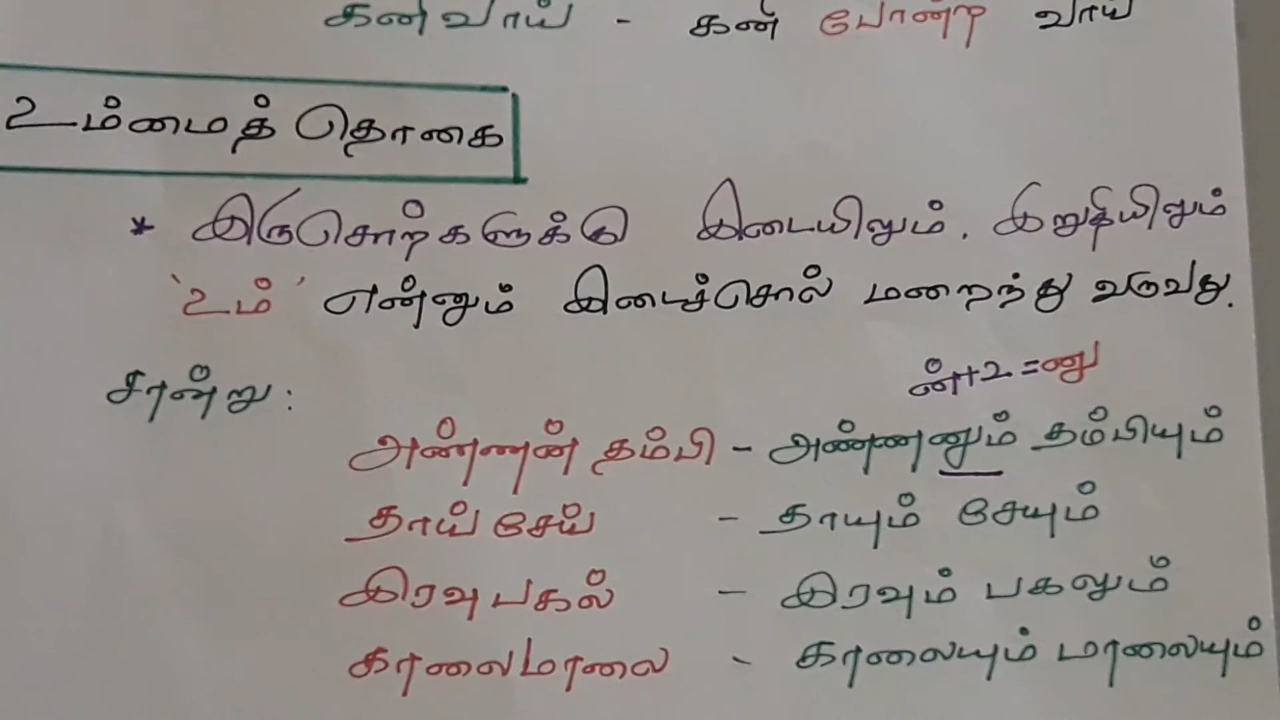 கனிவாய் - கனி போன்ற வாய்
உம்மைத் தொகை
* இருசொற்களுக்கு இடையிலும். இறுதியிலும்
'உம்' என்னும் இடைச்சொல் மறைந்து வருவது.
சான்று :
ன்+உ = னு
அண்ணன் தம்பி - அண்ணனும் தம்பியும்
தாய் சேய் - தாயும் சேயும்
இரவு பகல் - இரவும் பகலும்
காலைமாலை - காலையும் மாலையும்